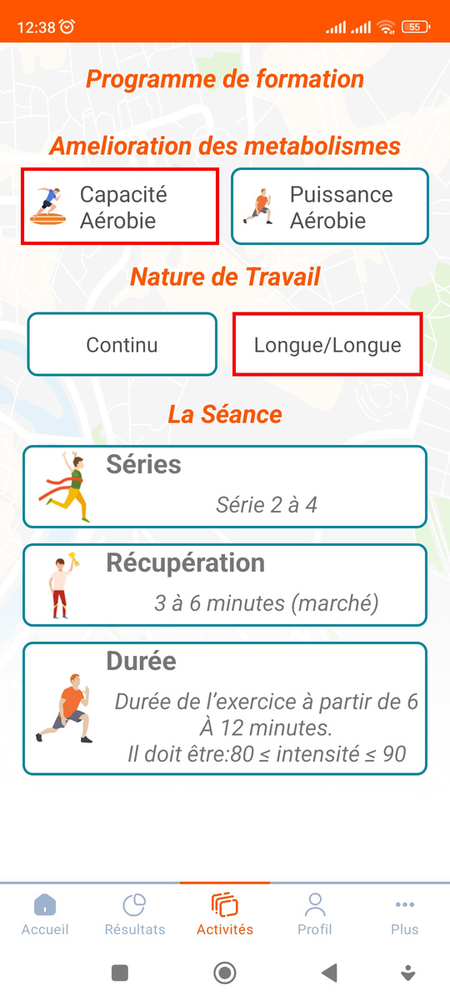 12:38
55
Programme de formation
Amelioration des metabolismes
Capacité
Aérobie
Puissance
Aérobie
Nature de Travail
Continu
Longue/Longue
La Séance
Séries
Série 2 à 4
Récupération
3 à 6 minutes (marché)
Durée
Durée de l’exercice à partir de 6
À 12 minutes.
Il doit être:80 ≤ intensité ≤ 90
Accueil
Résultats
Activités
Profil
Plus